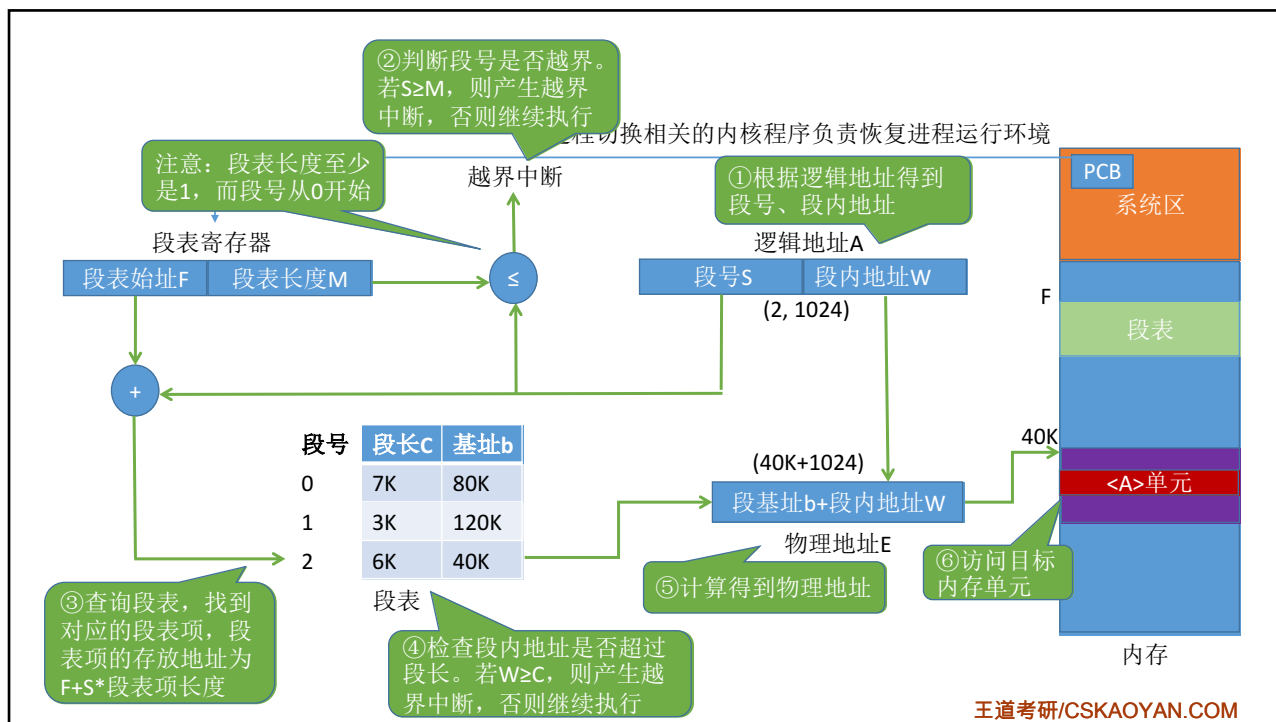 ②判断段号是否越界。
若S≥M，则产生越界
中断，否则继续执行
程切换相关的内核程序负责恢复进程运行环境
注意：段表长度至少
是1，而段号从0开始
越界中断
①根据逻辑地址得到
段号、段内地址
PCB
系统区
段表寄存器
逻辑地址A
段表始址F
段表长度M
≤
段号S
段内地址W
(2, 1024)
F
段表
+
段号
段长C
基址b
0
7K
80K
1
3K
120K
2
6K
40K
段表
(40K+1024)
段基址b+段内地址W
物理地址E
40K
<A>单元
③查询段表，找到
对应的段表项，段
表项的存放地址为
F+S*段表项长度
④检查段内地址是否超过
段长。若W≥C，则产生越
界中断，否则继续执行
⑤计算得到物理地址
⑥访问目标
内存单元
内存
王道考研/CSKAOYAN.COM